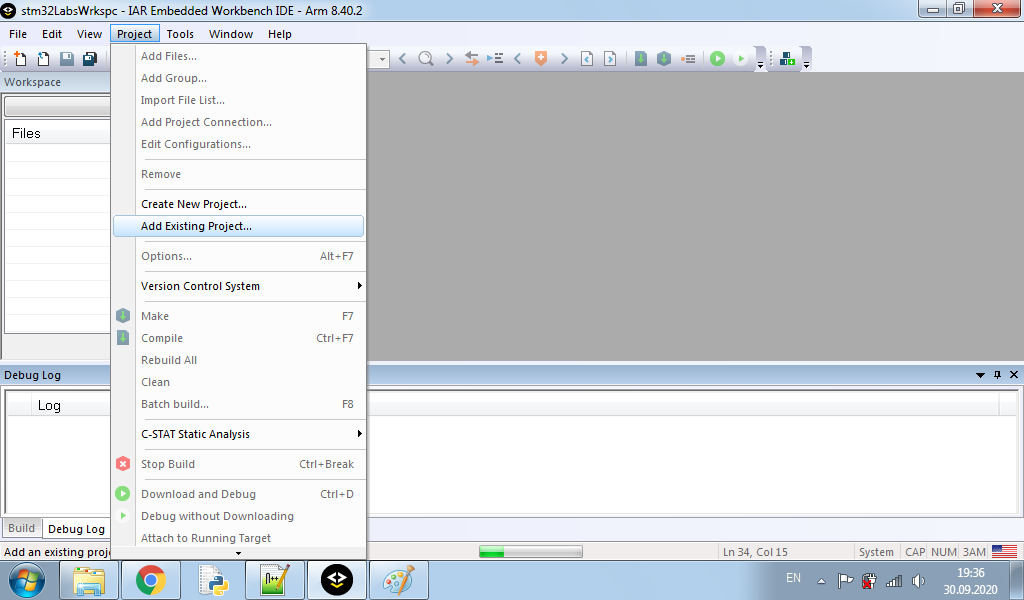 stm32LabsWrkspc - IAR Embedded Workbench IDE - Arm 8.40.2
File Edit View Project Tools Window Help
Workspace
Files
Add Files...
Add Group...
Import File List...
Add Project Connection...
Edit Configurations...
Remove
Create New Project...
Add Existing Project...
Options... Alt+F7
Version Control System
Make F7
Compile Ctrl+F7
Rebuild All
Clean
Batch build... F8
C-STAT Static Analysis
Stop Build Ctrl+Break
Download and Debug Ctrl+D
Debug without Downloading
Attach to Running Target
Debug Log
Log
Build Debug Log
Add an existing proj
Ln 34, Col 15 System CAP NUM ЗАМ
EN
19:36
30.09.2020